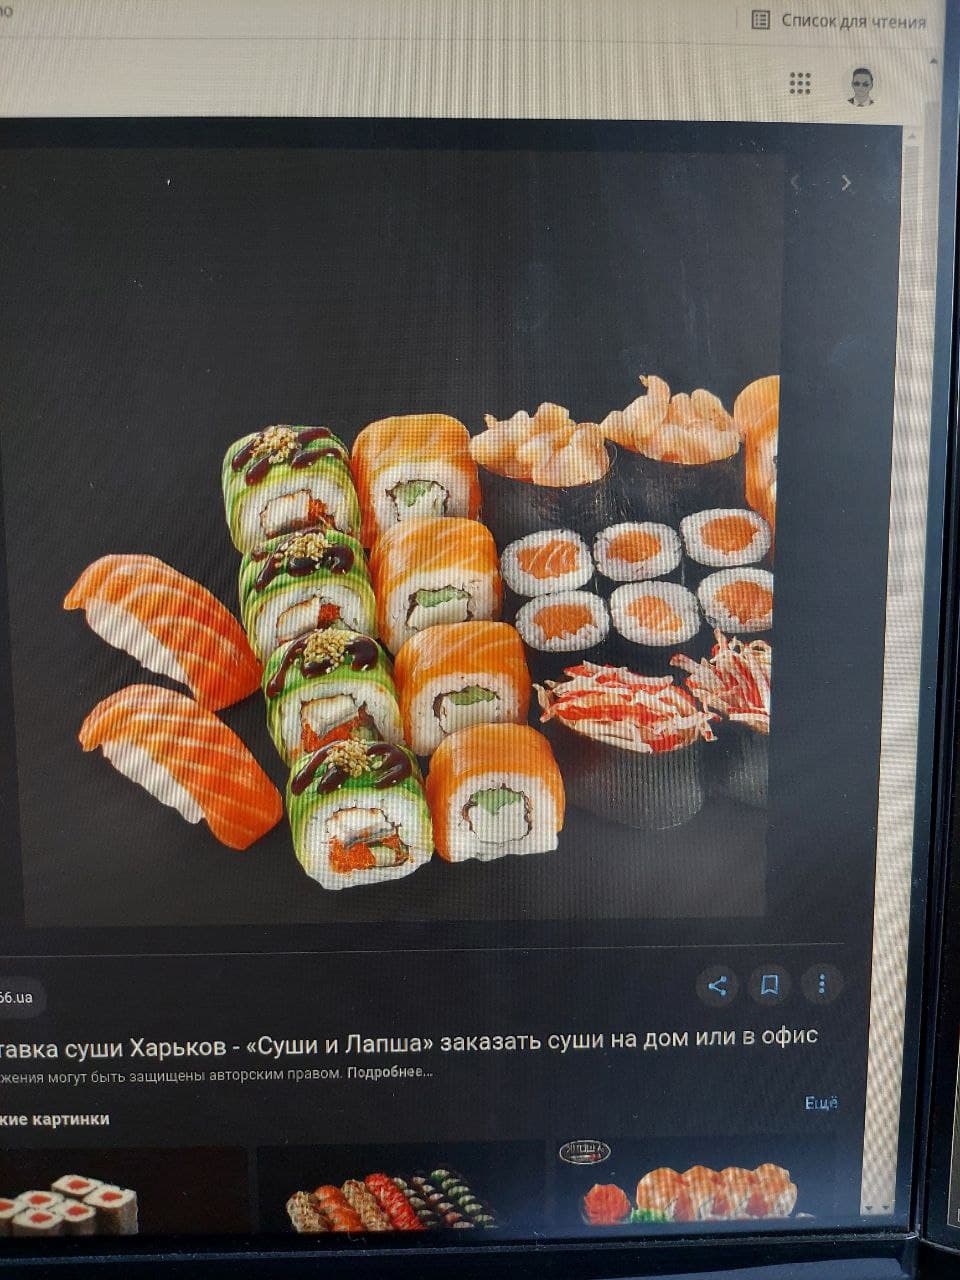 Список для чтения
66.ua
тавка суши Харьков - «Суши и Лапша» заказать суши на дом или в офис
жения могут быть защищены авторским правом. Подробнее...
Ещё
жие картинки